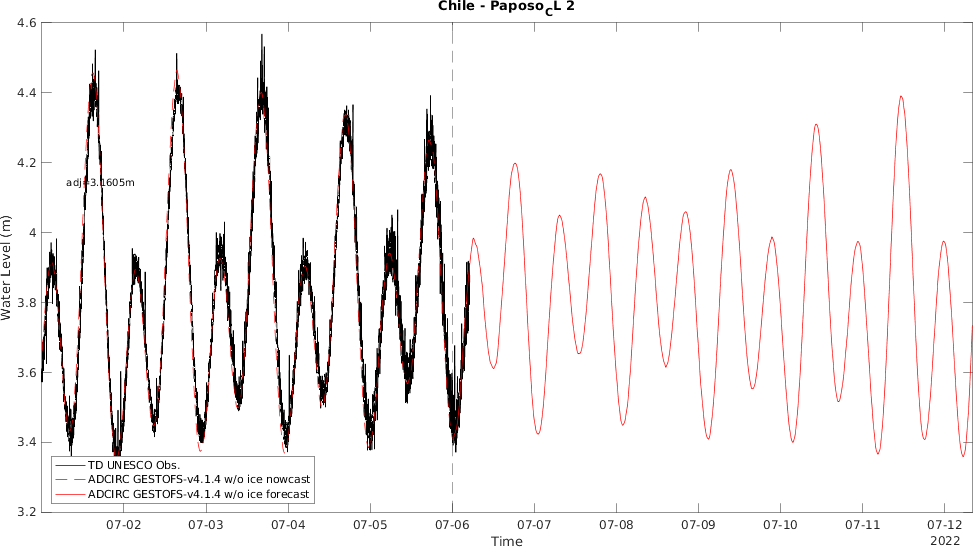 Chile - PaposoCL 2
4.6
4.4
4.2
4
3.8
3.6
3.4
3.2
Water Level (m)
adj=3.1605m
TD UNESCO Obs.
ADCIRC GESTOFS-v4.1.4 w/o ice nowcast
ADCIRC GESTOFS-v4.1.4 w/o ice forecast
07-02 07-03 07-04 07-05 07-06 07-07 07-08 07-09 07-10 07-11 07-12
Time
2022